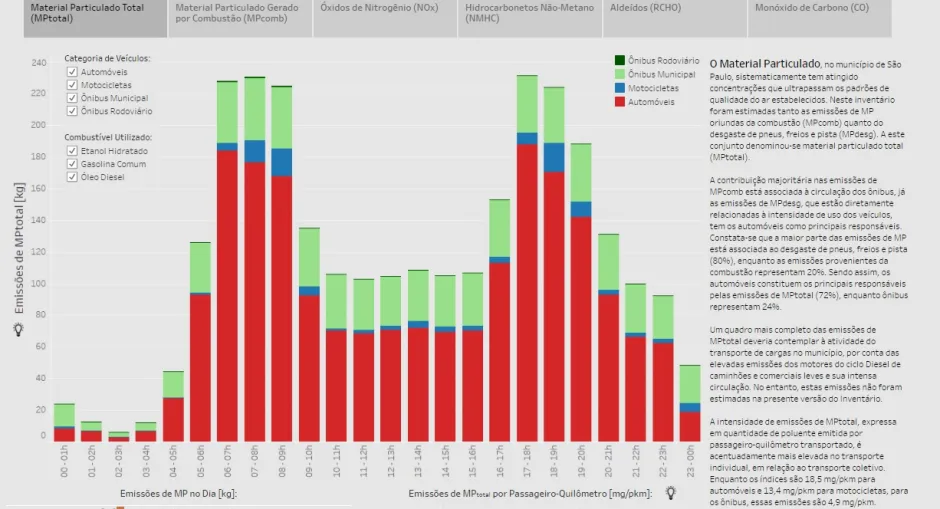 Material Particulado Total
(MPtotal)
Material Particulado Gerado
por Combustão (MPcomb)
Óxidos de Nitrogênio (NOx)
Hidrocarbonetos Não-Metano
(NMHC)
Aldeídos (RCHO)
Monóxido de Carbono (CO)
Categoria de Veículos:
Automóveis
Motocicletas
Ônibus Municipal
Ônibus Rodoviário
Combustível Utilizado:
Etanol Hidratado
Gasolina Comum
Óleo Diesel
Ônibus Rodoviário
Ônibus Municipal
Motocicletas
Automóveis
Emissões de MPtotal [kg]
240
220
200
180
160
140
120
100
80
60
40
20
0
00 - 01h
01 - 02h
02 - 03h
03 - 04h
04 - 05h
05 - 06h
06 - 07h
07 - 08h
08 - 09h
09 - 10h
10 - 11h
11 - 12h
12 - 13h
13 - 14h
14 - 15h
15 - 16h
16 - 17h
17 - 18h
18 - 19h
19 - 20h
20 - 21h
21 - 22h
22 - 23h
23 - 00h
Emissões de MP no Dia [kg]:
Emissões de MPtotal por Passageiro-Quilômetro [mg/pkm]:
O Material Particulado, no município de São
Paulo, sistematicamente tem atingido
concentrações que ultrapassam os padrões de
qualidade do ar estabelecidos. Neste inventário
foram estimadas tanto as emissões de MP
oriundas da combustão (MPcomb) quanto do
desgaste de pneus, freios e pista (MPdesg). A este
conjunto denominou-se material particulado total
(MPtotal).
A contribuição majoritária nas emissões de
MPcomb está associada à circulação dos ônibus, já
as emissões de MPdesg, que estão diretamente
relacionadas à intensidade de uso dos veículos,
tem os automóveis como principais responsáveis.
Constata-se que a maior parte das emissões de MP
está associada ao desgaste de pneus, freios e pista
(80%), enquanto as emissões provenientes da
combustão representam 20%. Sendo assim, os
automóveis constituem os principais responsáveis
pelas emissões de MPtotal (72%), enquanto ônibus
representam 24%.
Um quadro mais completo das emissões de
MPtotal deveria contemplar à atividade do
transporte de cargas no município, por conta das
elevadas emissões dos motores do ciclo Diesel de
caminhões e comerciais leves e sua intensa
circulação. No entanto, estas emissões não foram
estimadas na presente versão do Inventário.
A intensidade de emissões de MPtotal, expressa
em quantidade de poluente emitida por
passageiro-quilômetro transportado, é
acentuadamente mais elevada no transporte
individual, em relação ao transporte coletivo.
Enquanto os índices são 18,5 mg/pkm para
automóveis e 13,4 mg/pkm para motocicletas, para
os ônibus, essas emissões são 4,9 mg/pkm.